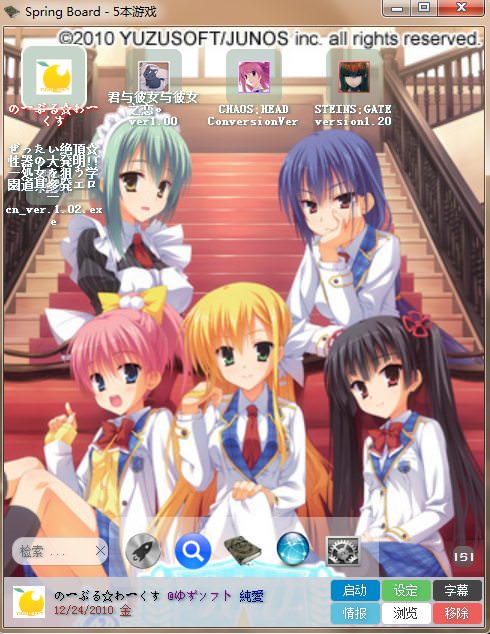 Spring Board - 5本游戏
©2010 YUZUSOFT/JUNOS inc. all rights reserved.
のーぶる☆わーくす
君与彼女与彼女之恋。
ver1.00
CHAOS;HEAD
ConversionVer
STEINS;GATE
version1.20
ぜったい絶頂☆
性器の大発明!!
―処女を狙う学
園道具多発エロ
cn_ver.1.02.exe
检索 ...
151
のーぶる☆わーくす @ゆずソフト 純愛
12/24/2010 金
启动
设定
字幕
情报
浏览
移除